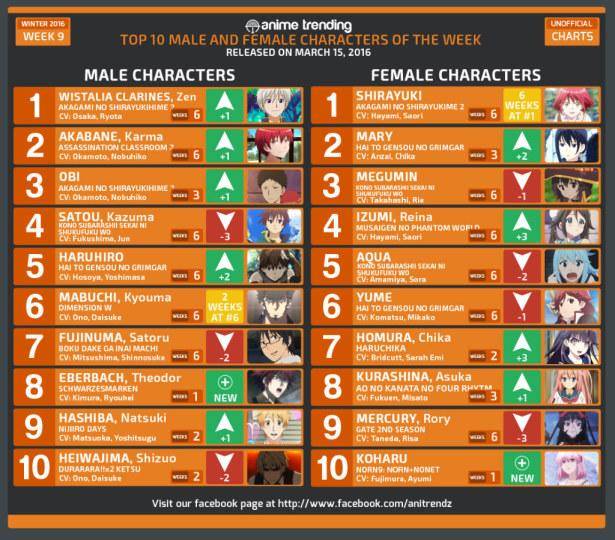 WINTER 2016
WEEK 9
anime trending
TOP 10 MALE AND FEMALE CHARACTERS OF THE WEEK
RELEASED ON MARCH 15, 2016
UNOFFICIAL
CHARTS
MALE CHARACTERS
1
WISTALIA CLARINES, Zen
AKAGAMI NO SHIRAYUKIHIME 2
CV: Osaka, Ryota
WEEKS 6
+1
2
AKABANE, Karma
ASSASSINATION CLASSROOM 2
CV: Okamoto, Nobuhiko
WEEKS 6
+1
3
OBI
AKAGAMI NO SHIRAYUKIHIME 2
CV: Okamoto, Nobuhiko
WEEKS 3
+1
4
SATOU, Kazuma
KONO SUBARASHII SEKAI NI
SHUKUFUKU WO
CV: Fukushima, Jun
WEEKS 6
-3
5
HARUHIRO
HAI TO GENSOU NO GRIMGAR
CV: Hosoya, Yoshimasa
WEEKS 6
+2
6
MABUCHI, Kyouma
DIMENSION W
CV: Ono, Daisuke
WEEKS 6
2
WEEKS
AT #6
7
FUJINUMA, Satoru
BOKU DAKE GA INAI MACHI
CV: Mitsushima, Shinnosuke
WEEKS 6
-2
8
EBERBACH, Theodor
SCHWARZESMARKEN
CV: Kimura, Ryouhei
WEEKS 1
NEW
9
HASHIBA, Natsuki
NIJIIRO DAYS
CV: Matsuoka, Yoshitsugu
WEEKS 2
+1
10
HEIWAJIMA, Shizuo
DURARARA!!x2 KETSU
CV: Ono, Daisuke
WEEKS 2
-2
FEMALE CHARACTERS
1
SHIRAYUKI
AKAGAMI NO SHIRAYUKIME 2
CV: Hayami, Saori
WEEKS 6
6
WEEKS
AT #1
2
MARY
HAI TO GENSOU NO GRIMGAR
CV: Anzai, Chika
WEEKS 3
+2
3
MEGUMIN
KONO SUBARASHII SEKAI NI
SHUKUFUKU WO
CV: Takahashi, Rie
WEEKS 6
-1
4
IZUMI, Reina
MUSAIGEN NO PHANTOM WORLD
CV: Hayami, Saori
WEEKS 6
+3
5
AQUA
KONO SUBARASHII SEKAI NI
SHUKUFUKU WO
CV: Amamiya, Sora
WEEKS 6
-2
6
YUME
HAI TO GENSOU NO GRIMGAR
CV: Komatsu, Mikako
WEEKS 6
-1
7
HOMURA, Chika
HARUCHIKA
CV: Bridcutt, Sarah Emi
WEEKS 2
+3
8
KURASHINA, Asuka
AO NO KANATA NO FOUR RHYTM
CV: Fukuen, Misato
WEEKS 3
+1
9
MERCURY, Rory
GATE 2ND SEASON
CV: Taneda, Risa
WEEKS 6
-3
10
KOHARU
NORN9: NORN+NONET
CV: Fujimura, Ayumi
WEEKS 1
NEW
Visit our facebook page at http://www.facebook.com/anitrendz